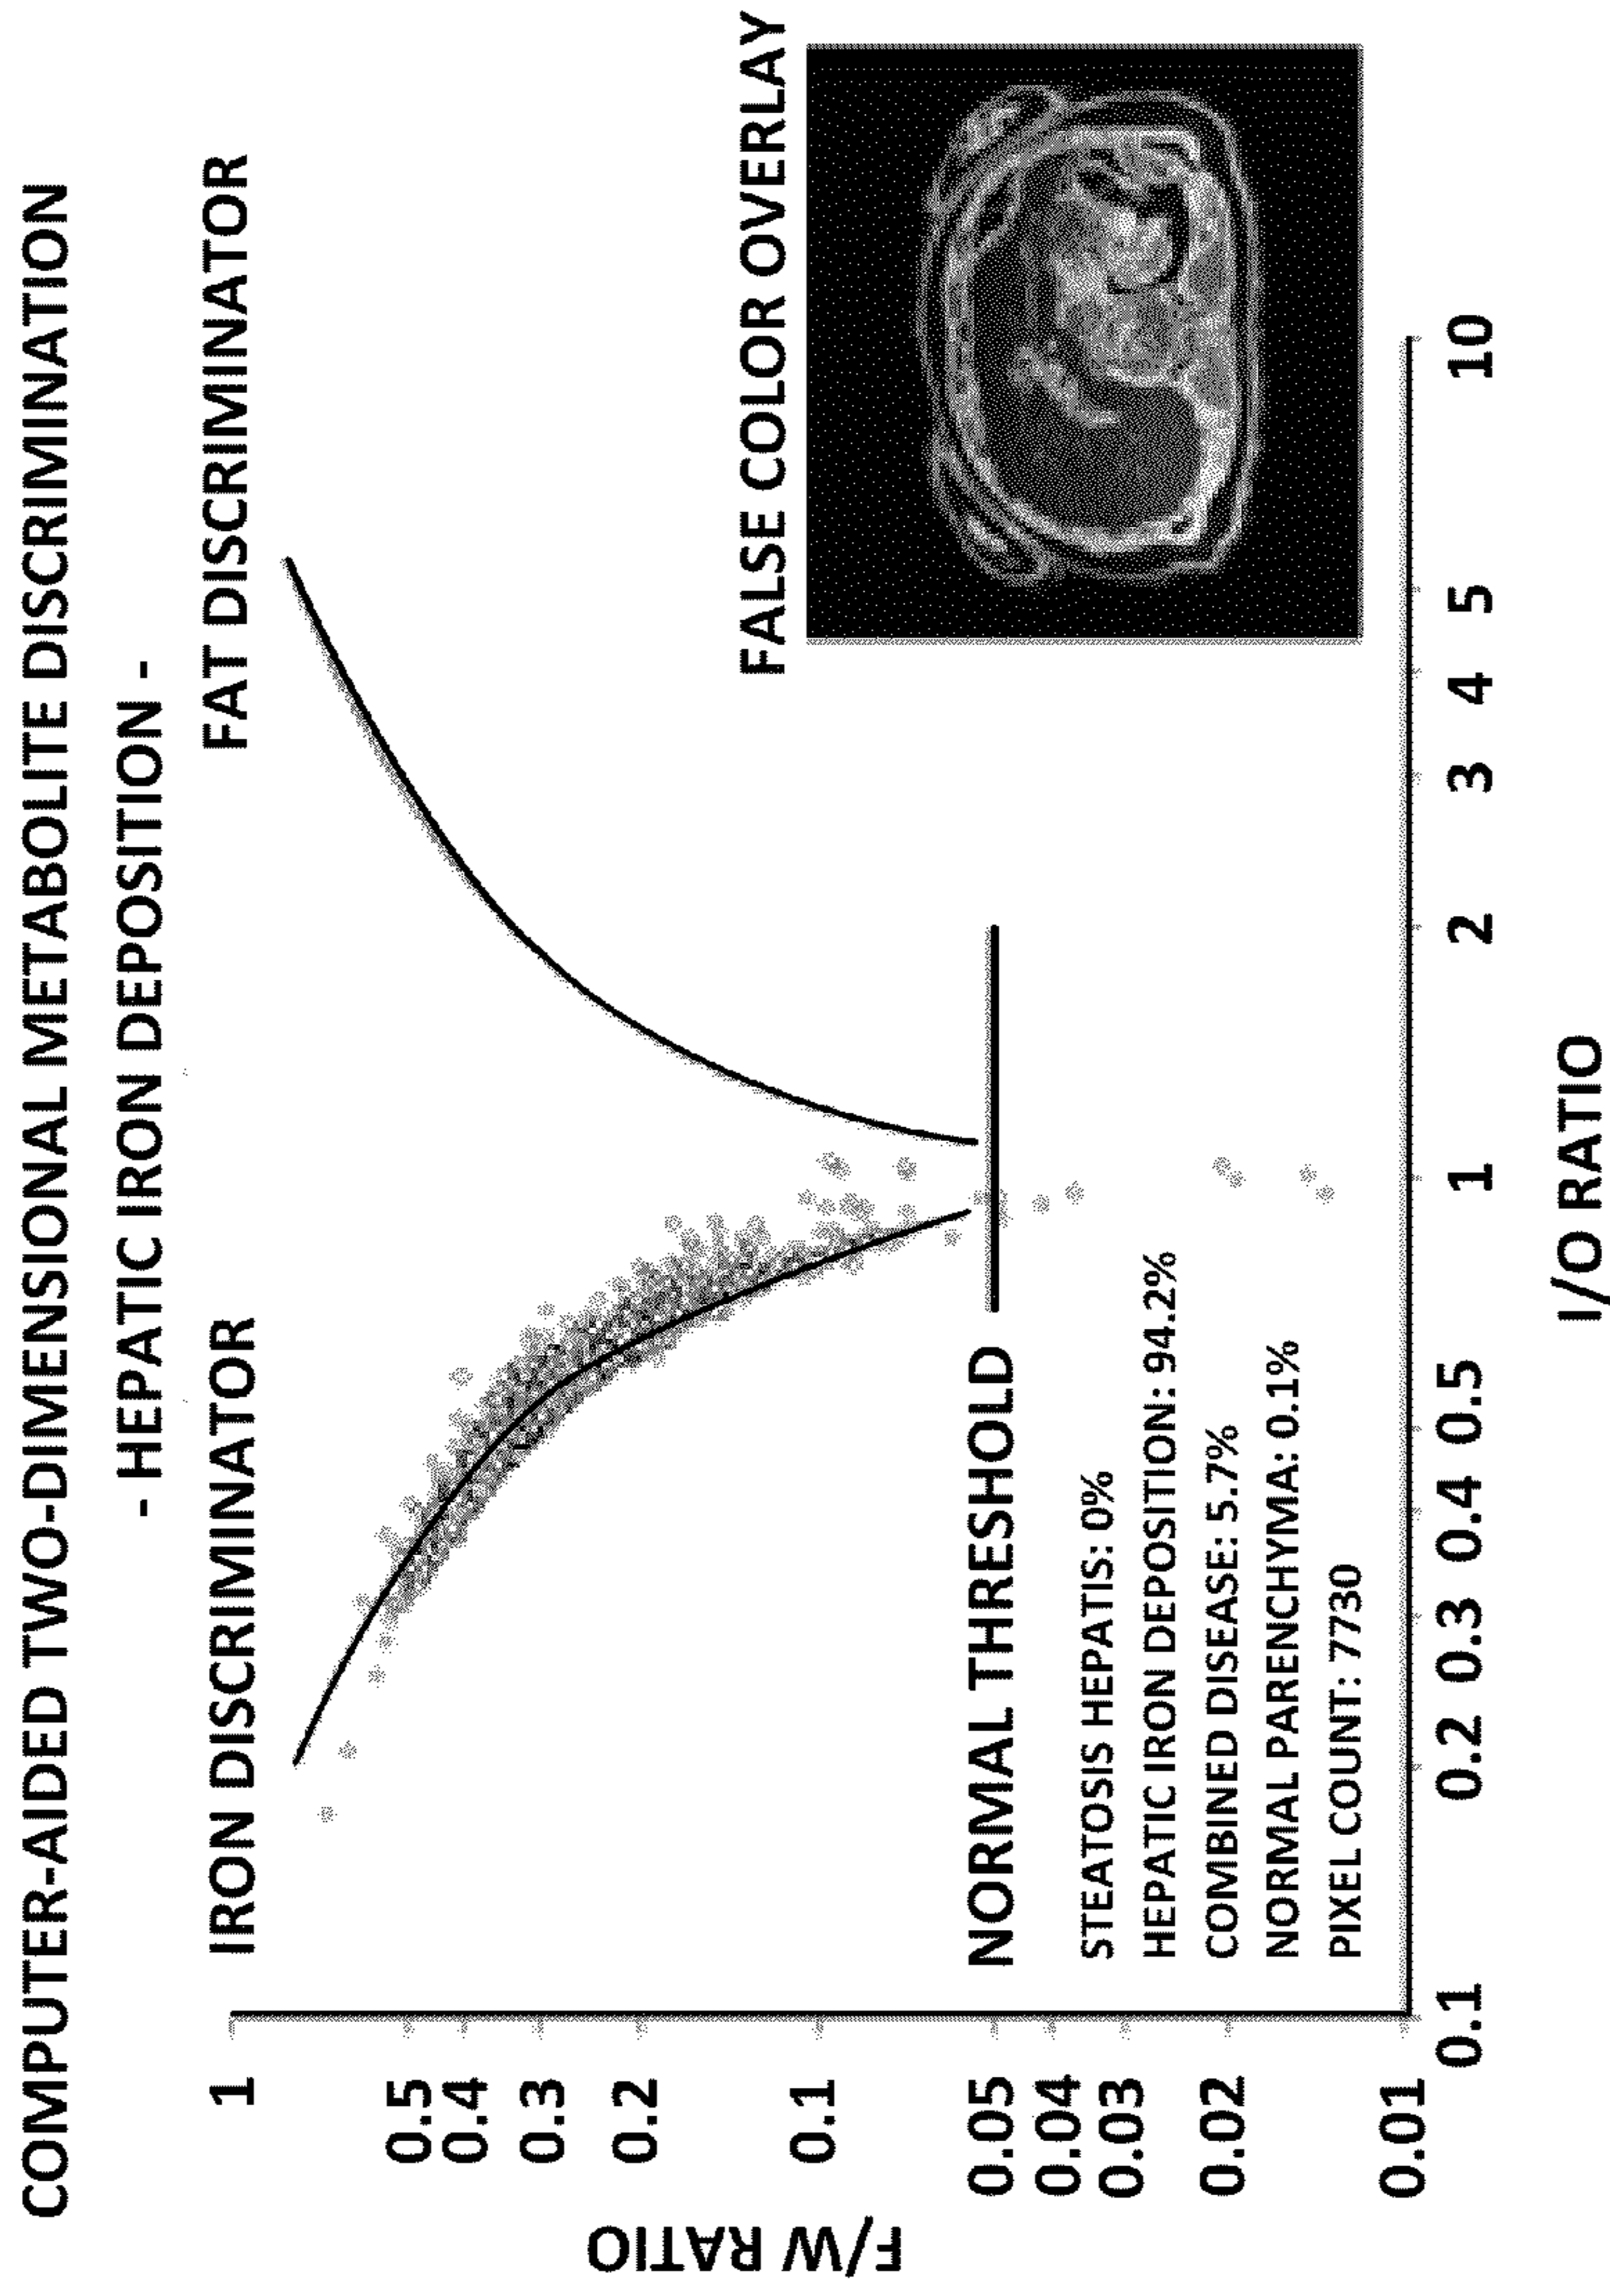 COMPUTER-AIDED TWO-DIMENSIONAL METABOLITE DISCRIMINATION
- HEPATIC IRON DEPOSITION -
IRON DISCRIMINATOR
FAT DISCRIMINATOR
F/W RATIO
1
0.5
0.4
0.3
0.2
0.1
0.05
0.04
0.03
0.02
0.01
NORMAL THRESHOLD
STEATOSIS HEPATIS: 0%
HEPATIC IRON DEPOSITION: 94.2%
COMBINED DISEASE: 5.7%
NORMAL PARENCHYMA: 0.1%
PIXEL COUNT: 7730
FALSE COLOR OVERLAY
0.1 0.2 0.3 0.4 0.5 1 2 3 4 5 10
I/O RATIO